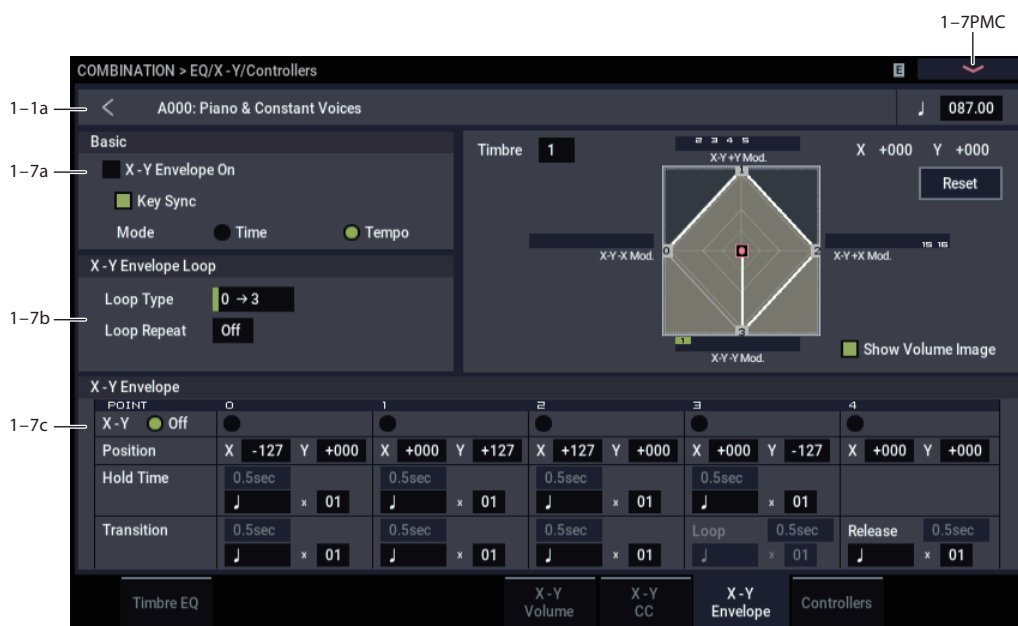 1–7PMC
COMBINATION > EQ/X-Y/Controllers E
1–1a
A000: Piano & Constant Voices ♩ 087.00
Basic
1–7a
X-Y Envelope On
Key Sync
Mode Time Tempo
X-Y Envelope Loop
1–7b
Loop Type 0 → 3
Loop Repeat Off
Timbre 1
2 3 4 5
X-Y +Y Mod.
X +000 Y +000
Reset
1
0 2
X-Y -X Mod.
15 16
X-Y +X Mod.
3
1
X-Y -Y Mod.
Show Volume Image
X-Y Envelope
POINT 0 1 2 3 4
1–7c
X-Y Off
Position X -127 Y +000 X +000 Y +127 X +127 Y +000 X +000 Y -127 X +000 Y +000
Hold Time 0.5sec 0.5sec 0.5sec 0.5sec
♩ x 01 ♩ x 01 ♩ x 01 ♩ x 01
Transition 0.5sec 0.5sec 0.5sec Loop 0.5sec Release 0.5sec
♩ x 01 ♩ x 01 ♩ x 01 ♩ x 01 ♩ x 01
Timbre EQ
X-Y
Volume
X-Y
CC
X-Y
Envelope
Controllers